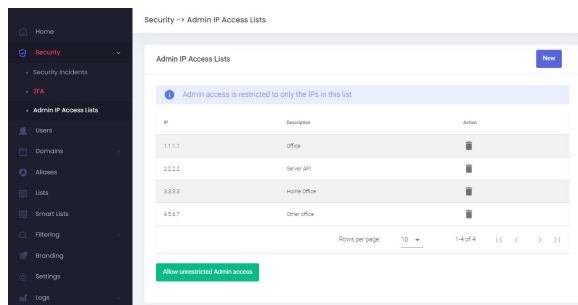 Security -> Admin IP Access Lists
Home
Security
Security Incidents
2FA
Admin IP Access Lists
Users
Domains
Aliases
Lists
Smart Lists
Filtering
Branding
Settings
Logs
Admin IP Access Lists
New
Admin access is restricted to only the IPs in this list
IP Description Action
1.1.1.1 Office
2.2.2.2 Server API
3.3.3.3 Home Office
4.5.6.7 Other office
Rows per page: 10 1-4 of 4
Allow unrestricted Admin access